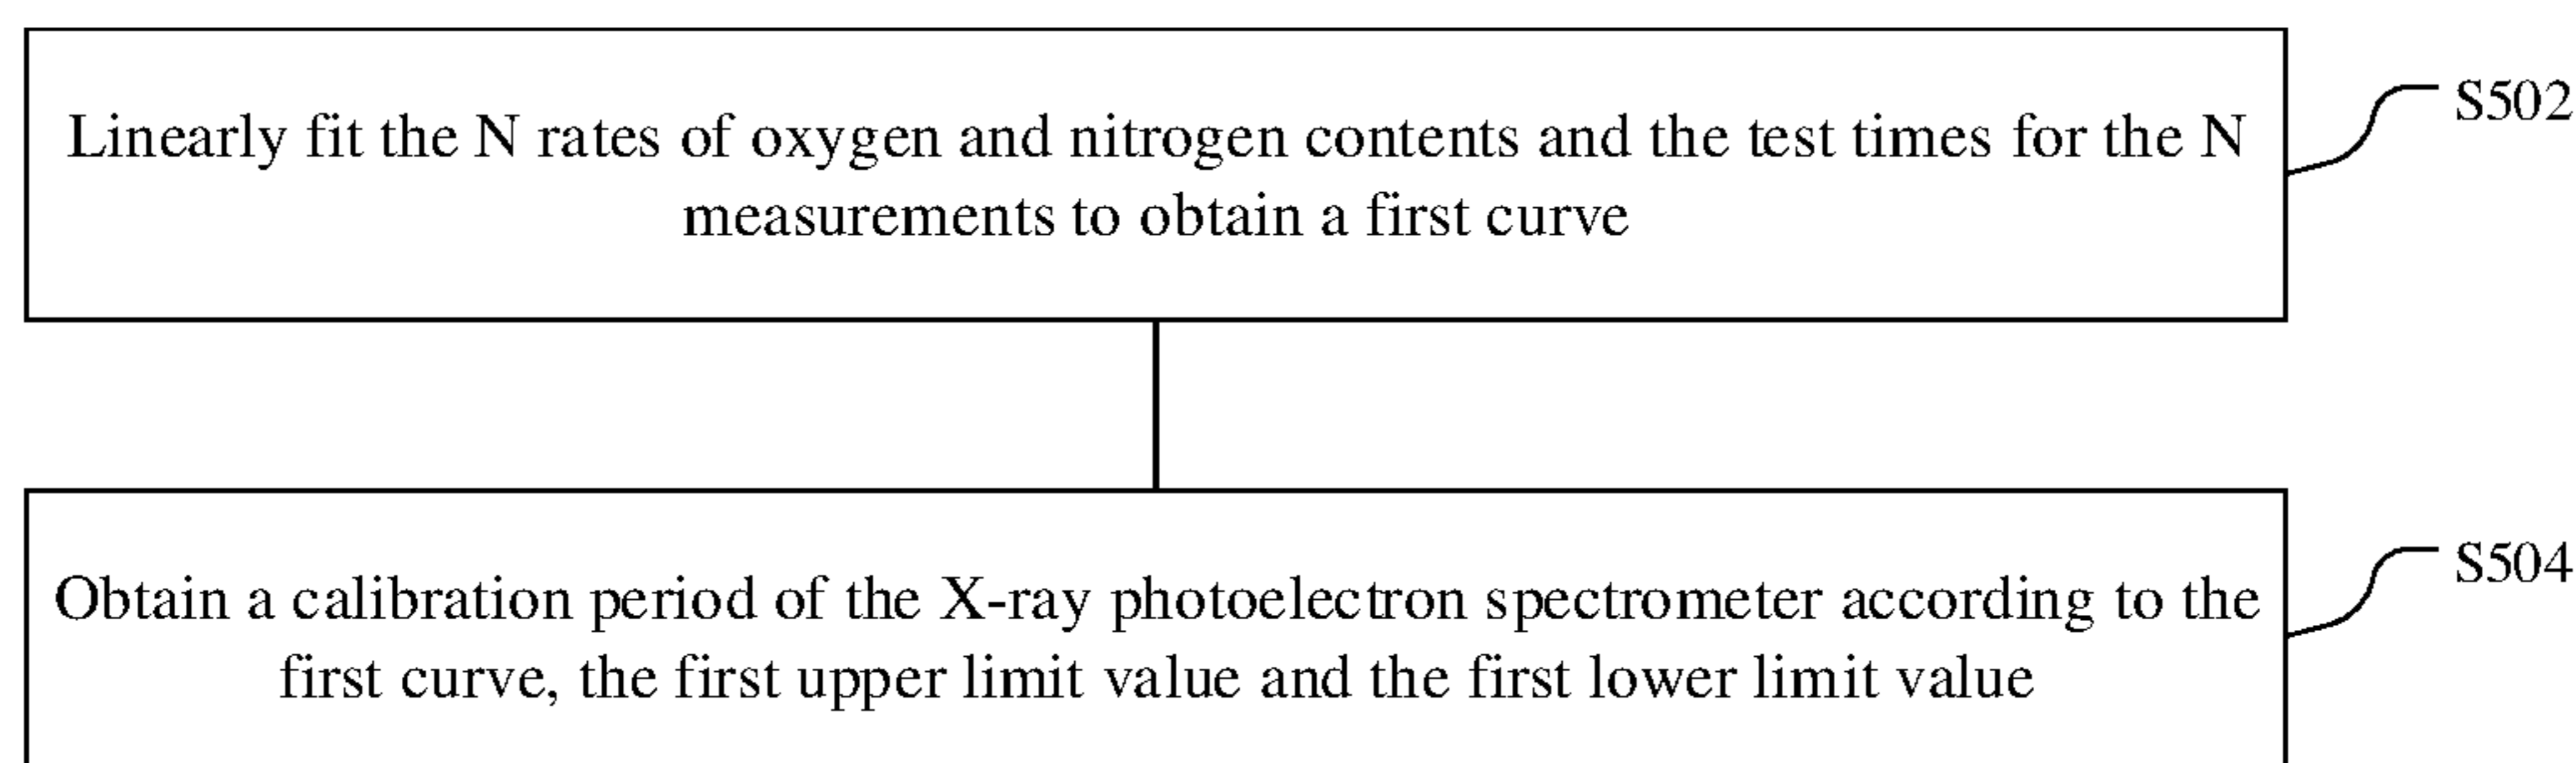 Linearly fit the N rates of oxygen and nitrogen contents and the test times for the N
measurements to obtain a first curve
S502
Obtain a calibration period of the X-ray photoelectron spectrometer according to the
first curve, the first upper limit value and the first lower limit value
S504